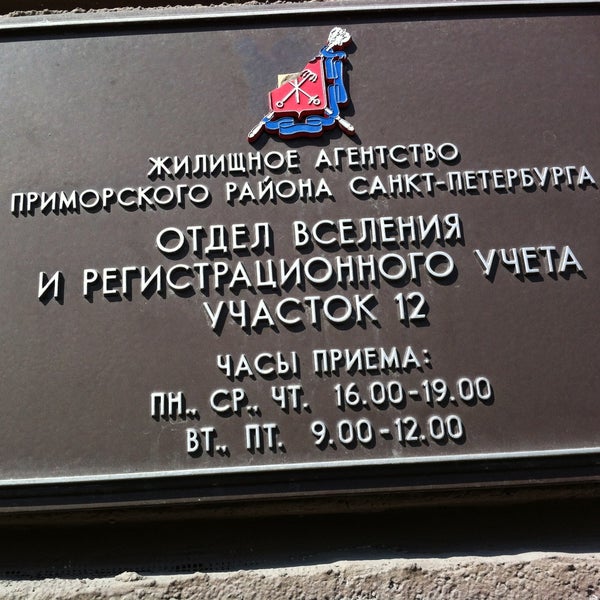 ЖИЛИЩНОЕ АГЕНТСТВО
ПРИМОРСКОГО РАЙОНА САНКТ-ПЕТЕРБУРГА
ОТДЕЛ ВСЕЛЕНИЯ
И РЕГИСТРАЦИОННОГО УЧЕТА
УЧАСТОК 12
ЧАСЫ ПРИЕМА:
ПН., СР., ЧТ. 16.00-19.00
ВТ., ПТ. 9.00-12.00